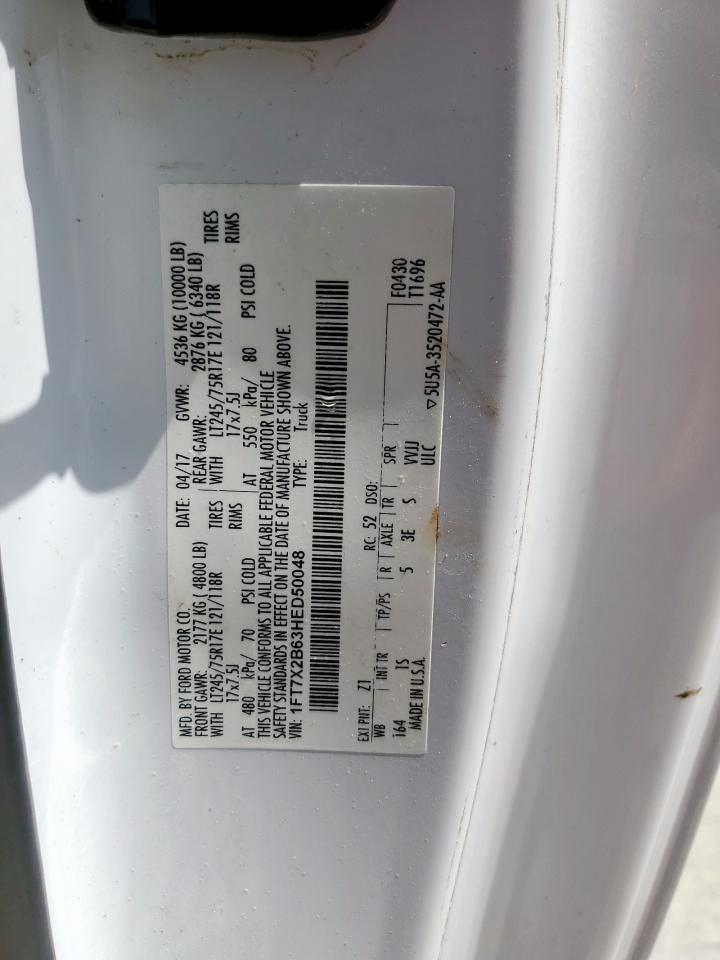 MFD. BY FORD MOTOR CO. DATE: 04/17 GVWR: 4536 KG (10000 LB)
FRONT GAWR: 2177 KG ( 4800 LB) REAR GAWR: 2876 KG ( 6340 LB)
WITH LT245/75R17E 121/118R TIRES WITH LT245/75R17E 121/118R TIRES
17x7.5J RIMS 17x7.5J RIMS
AT 480 kPa/ 70 PSI COLD AT 550 kPa/ 80 PSI COLD
THIS VEHICLE CONFORMS TO ALL APPLICABLE FEDERAL MOTOR VEHICLE
SAFETY STANDARDS IN EFFECT ON THE DATE OF MANUFACTURE SHOWN ABOVE.
VIN: 1FT7X2B63HED50048 TYPE: Truck
EXT PNT: Z1 RC: 52 DSO: F0430
WB INT TR TP/PS R AXLE TR SPR T1696
164 1S 5 3E S VVJJ
MADE IN U.S.A. ULC ▽5U5A-3520472-AA